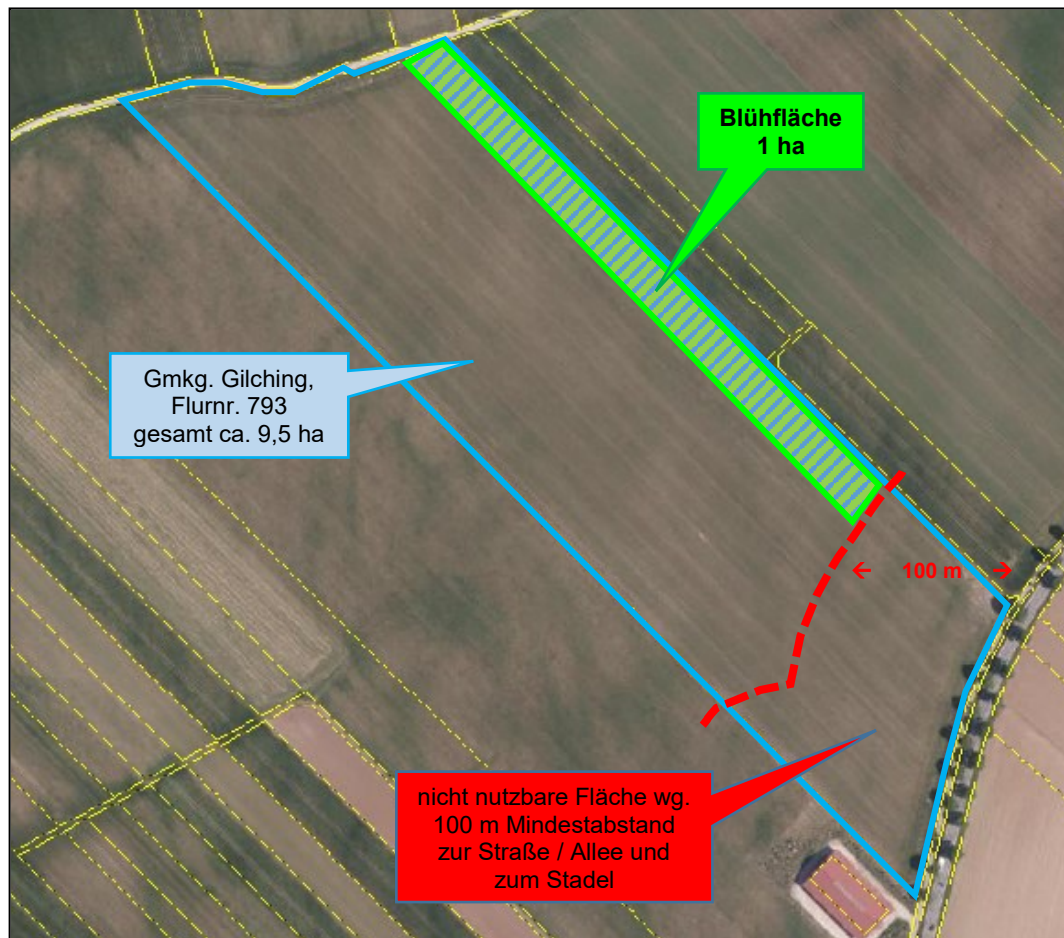 Blühfläche
1 ha
Gmkg. Gilching,
Flurnr. 793
gesamt ca. 9,5 ha
← 100 m →
nicht nutzbare Fläche wg.
100 m Mindestabstand
zur Straße / Allee und
zum Stadel